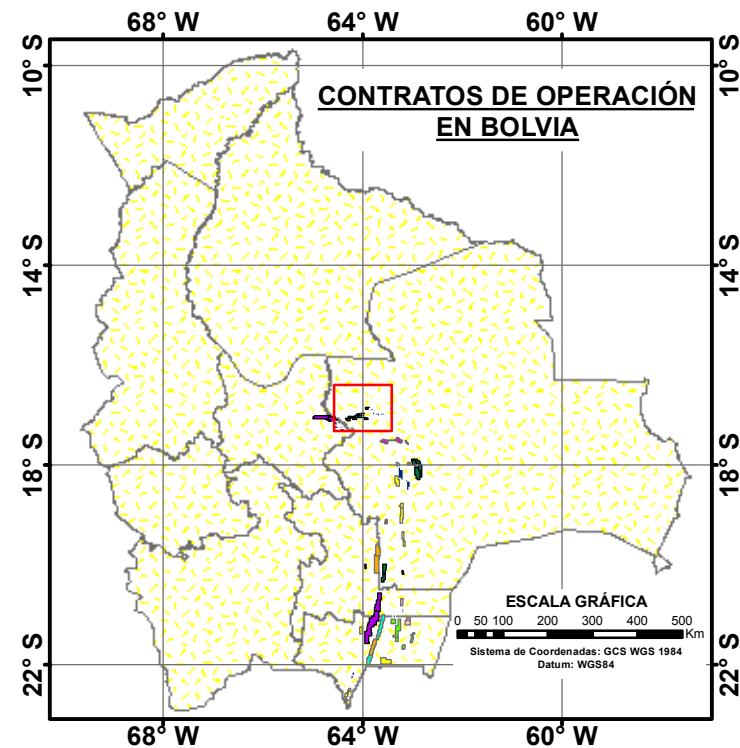 68° W 64° W 60° W
10° S 10° S
CONTRATOS DE OPERACIÓN
EN BOLVIA
14° S 14° S
18° S 18° S
ESCALA GRÁFICA
0 50 100 200 300 400 500
Km
Sistema de Coordenadas: GCS WGS 1984
Datum: WGS84
22° S 22° S
68° W 64° W 60° W